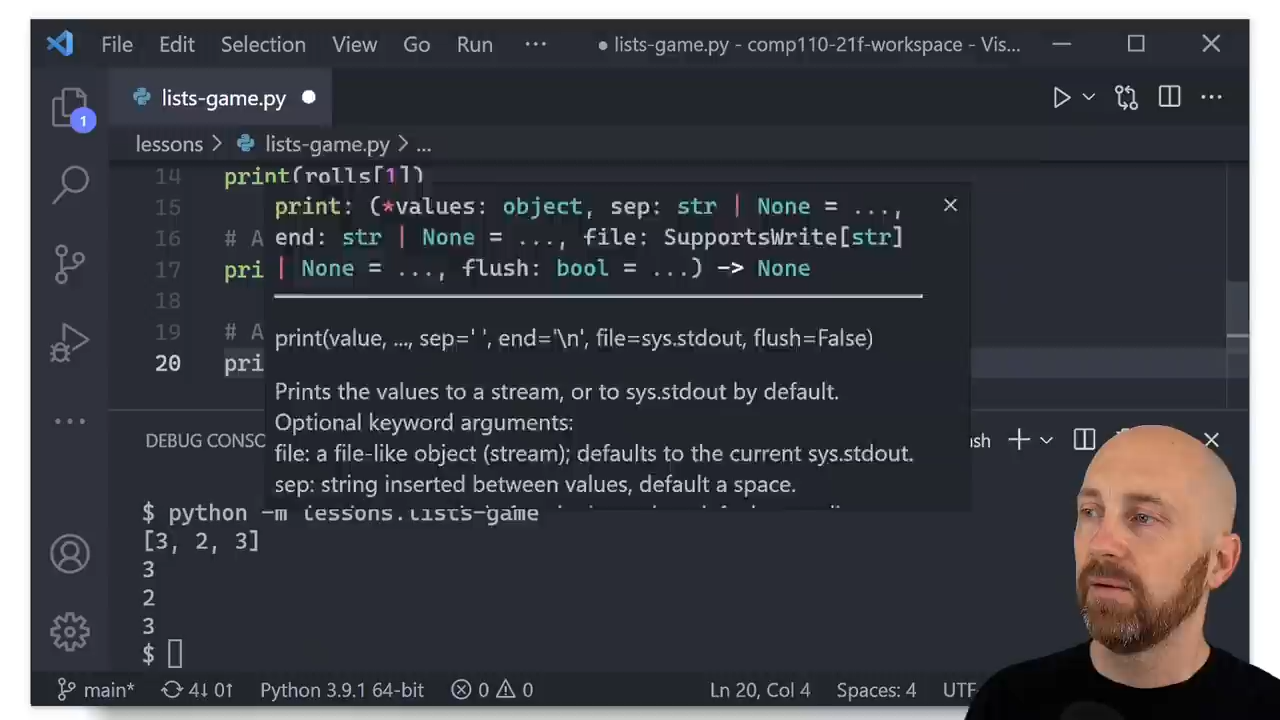 File Edit Selection View Go Run ··· ● lists-game.py - comp110-21f-workspace - Vis...
1
lists-game.py
lessons > lists-game.py > ...
14 print(rolls[1])
15
16 # A
17 pri
18
19 # A
20 pri
print: (*values: object, sep: str | None = ...,
end: str | None = ..., file: SupportsWrite[str]
| None = ..., flush: bool = ...) -> None
print(value, ..., sep=' ', end='\n', file=sys.stdout, flush=False)
Prints the values to a stream, or to sys.stdout by default.
Optional keyword arguments:
file: a file-like object (stream); defaults to the current sys.stdout.
sep: string inserted between values, default a space.
DEBUG CONSO
$ python -m lessons.lists-game
[3, 2, 3]
3
2
3
$
main* 4↓ 0↑ Python 3.9.1 64-bit 0 0 Ln 20, Col 4 Spaces: 4 UTF